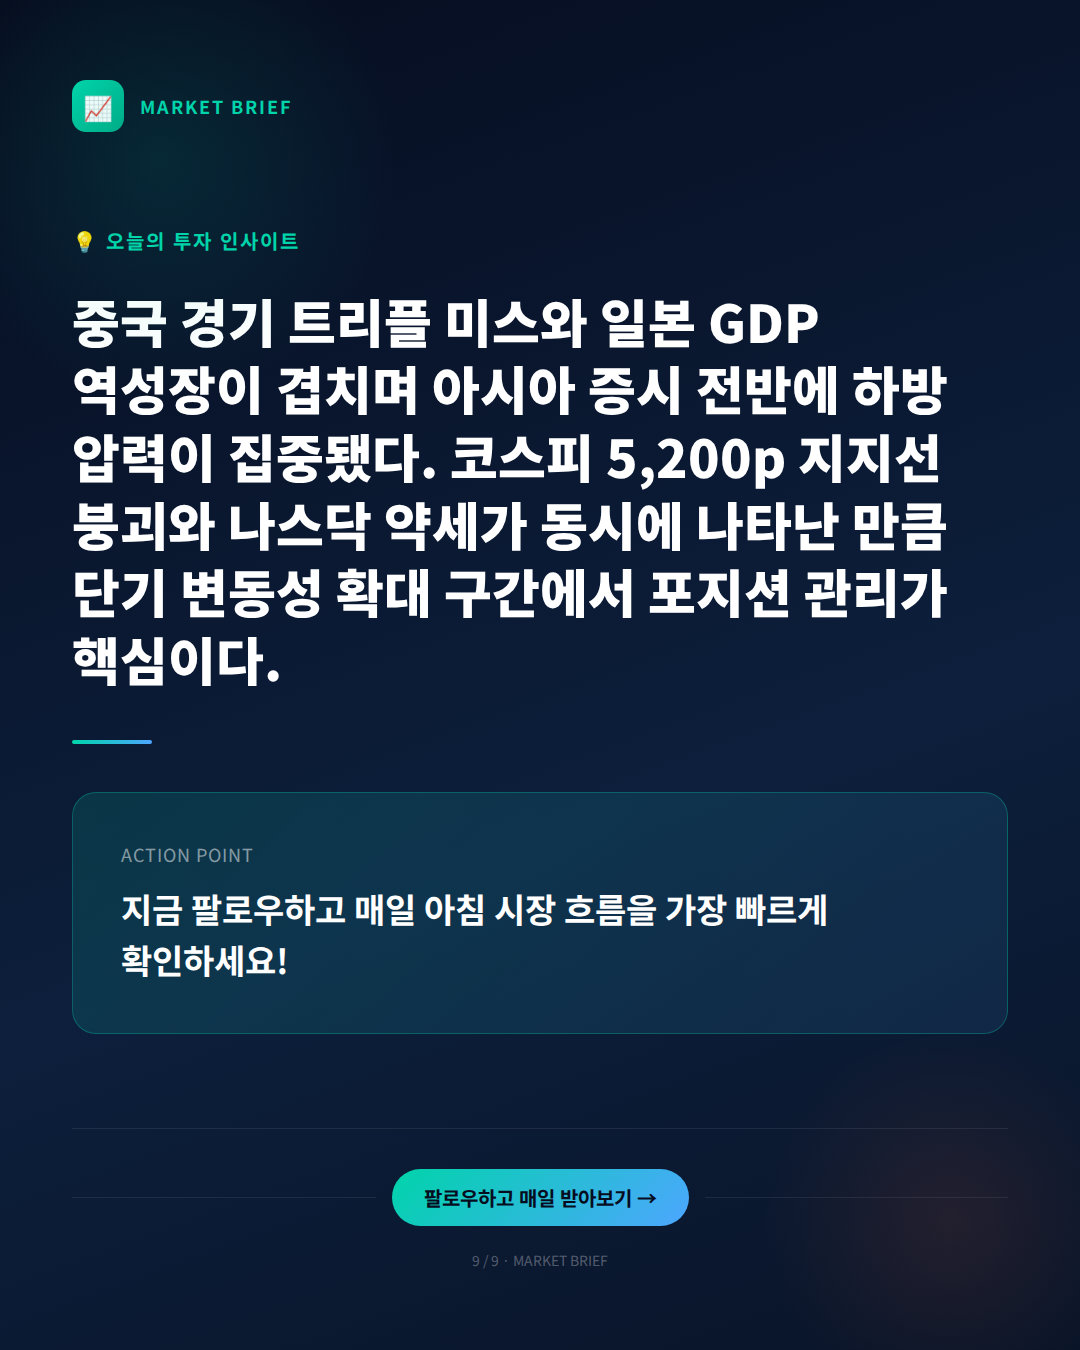 MARKET BRIEF
💡 오늘의 투자 인사이트
중국 경기 트리플 미스와 일본 GDP
역성장이 겹치며 아시아 증시 전반에 하방
압력이 집중됐다. 코스피 5,200p 지지선
붕괴와 나스닥 약세가 동시에 나타난 만큼
단기 변동성 확대 구간에서 포지션 관리가
핵심이다.
ACTION POINT
지금 팔로우하고 매일 아침 시장 흐름을 가장 빠르게
확인하세요!
팔로우하고 매일 받아보기 →
9 / 9 · MARKET BRIEF